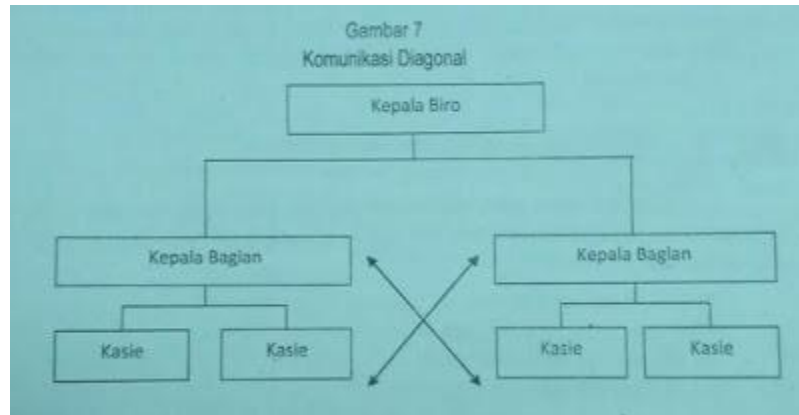 Gambar 7
Komunikasi Diagonal
Kepala Biro
Kepala Bagian
Kepala Bagian
Kasie
Kasie
Kasie
Kasie